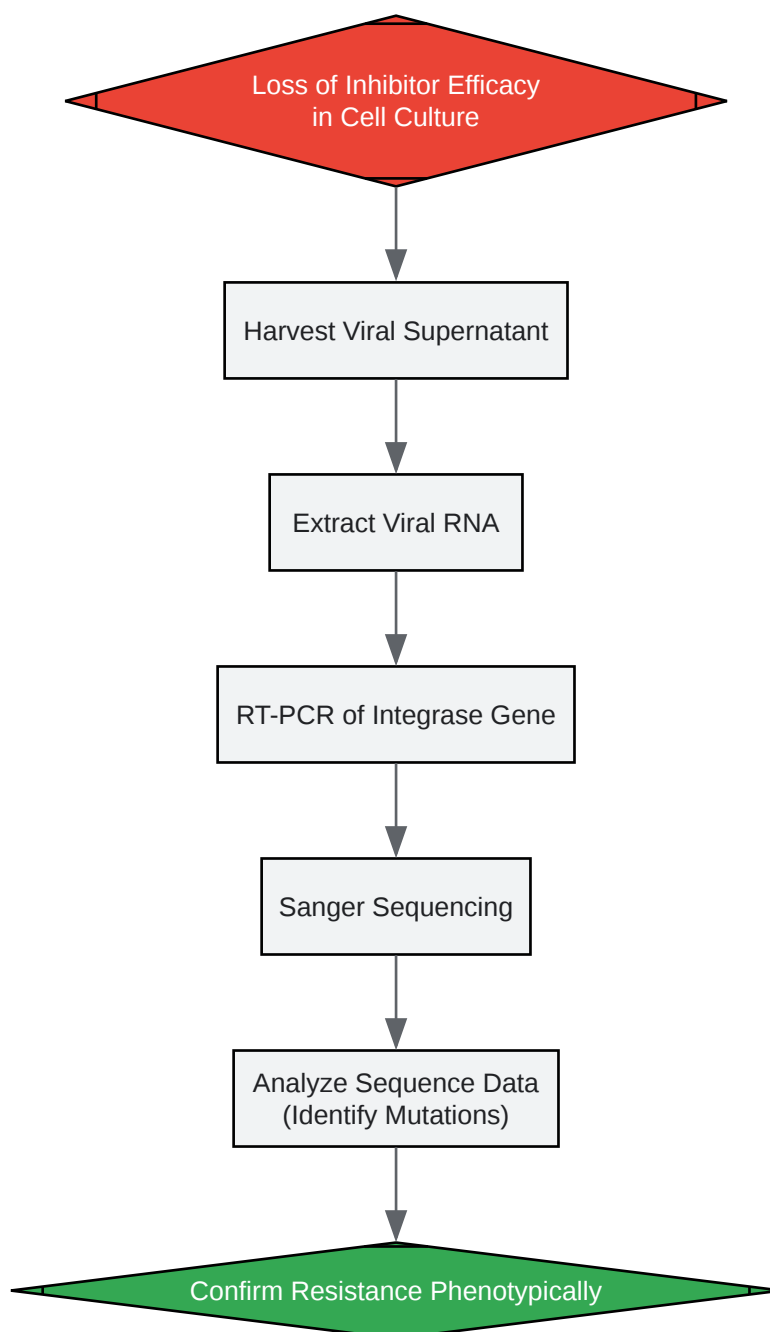 Loss of Inhibitor Efficacy
in Cell Culture
Harvest Viral Supernatant
Extract Viral RNA
RT-PCR of Integrase Gene
Sanger Sequencing
Analyze Sequence Data
(Identify Mutations)
Confirm Resistance Phenotypically